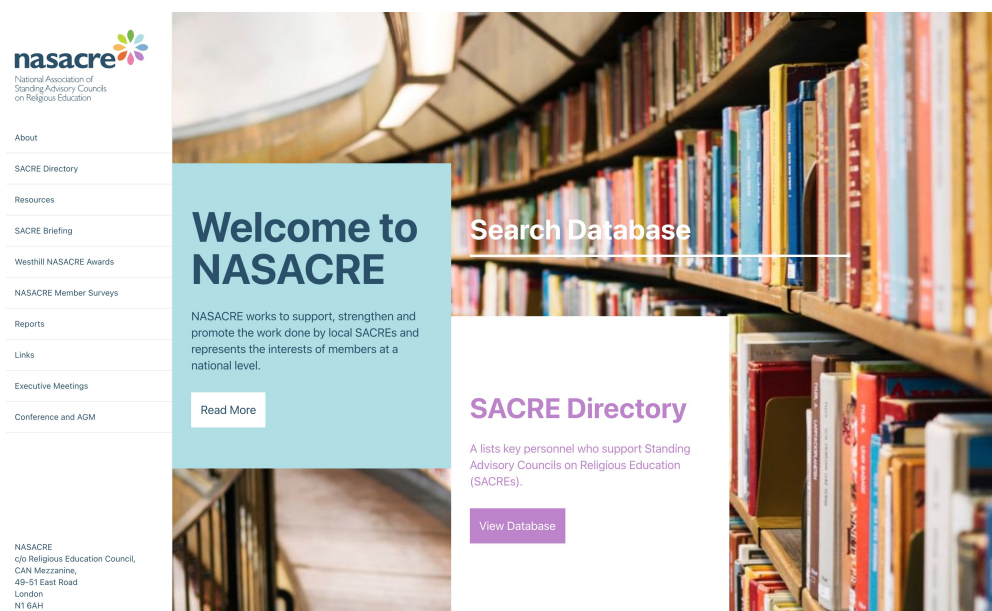 nasacre
National Association of
Standing Advisory Councils
on Religious Education
About
SACRE Directory
Resources
SACRE Briefing
Westhill NASACRE Awards
NASACRE Member Surveys
Reports
Links
Executive Meetings
Conference and AGM
NASACRE
c/o Religious Education Council,
CAN Mezzanine,
49-51 East Road
London
N1 6AH
Welcome to
NASACRE
NASACRE works to support, strengthen and
promote the work done by local SACREs and
represents the interests of members at a
national level.
Read More
Search Database
SACRE Directory
A lists key personnel who support Standing
Advisory Councils on Religious Education
(SACREs).
View Database